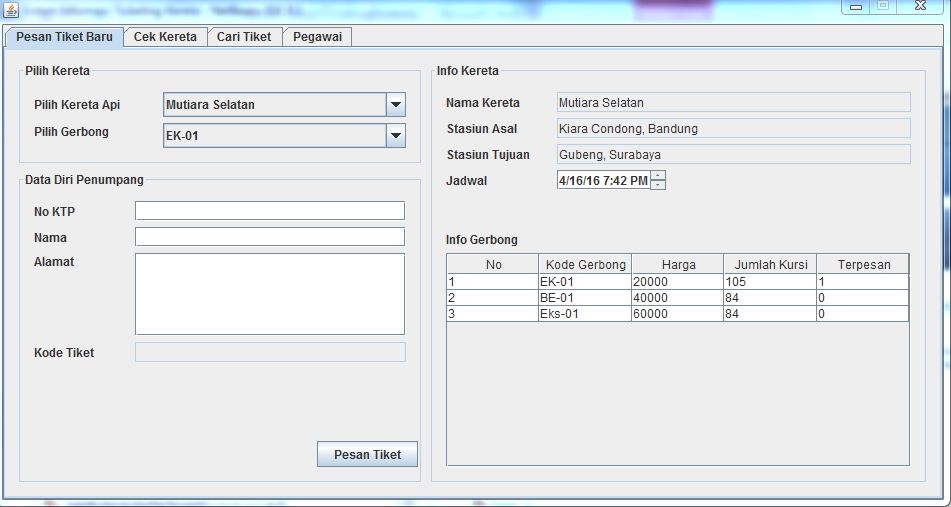 Pesan Tiket Baru Cek Kereta Cari Tiket Pegawai
Pilih Kereta
Pilih Kereta Api Mutiara Selatan
Pilih Gerbong EK-01
Data Diri Penumpang
No KTP
Nama
Alamat
Kode Tiket
Pesan Tiket
Info Kereta
Nama Kereta Mutiara Selatan
Stasiun Asal Kiara Condong, Bandung
Stasiun Tujuan Gubeng, Surabaya
Jadwal 4/16/16 7:42 PM
Info Gerbong
No Kode Gerbong Harga Jumlah Kursi Terpesan
1 EK-01 20000 105 1
2 BE-01 40000 84 0
3 Eks-01 60000 84 0